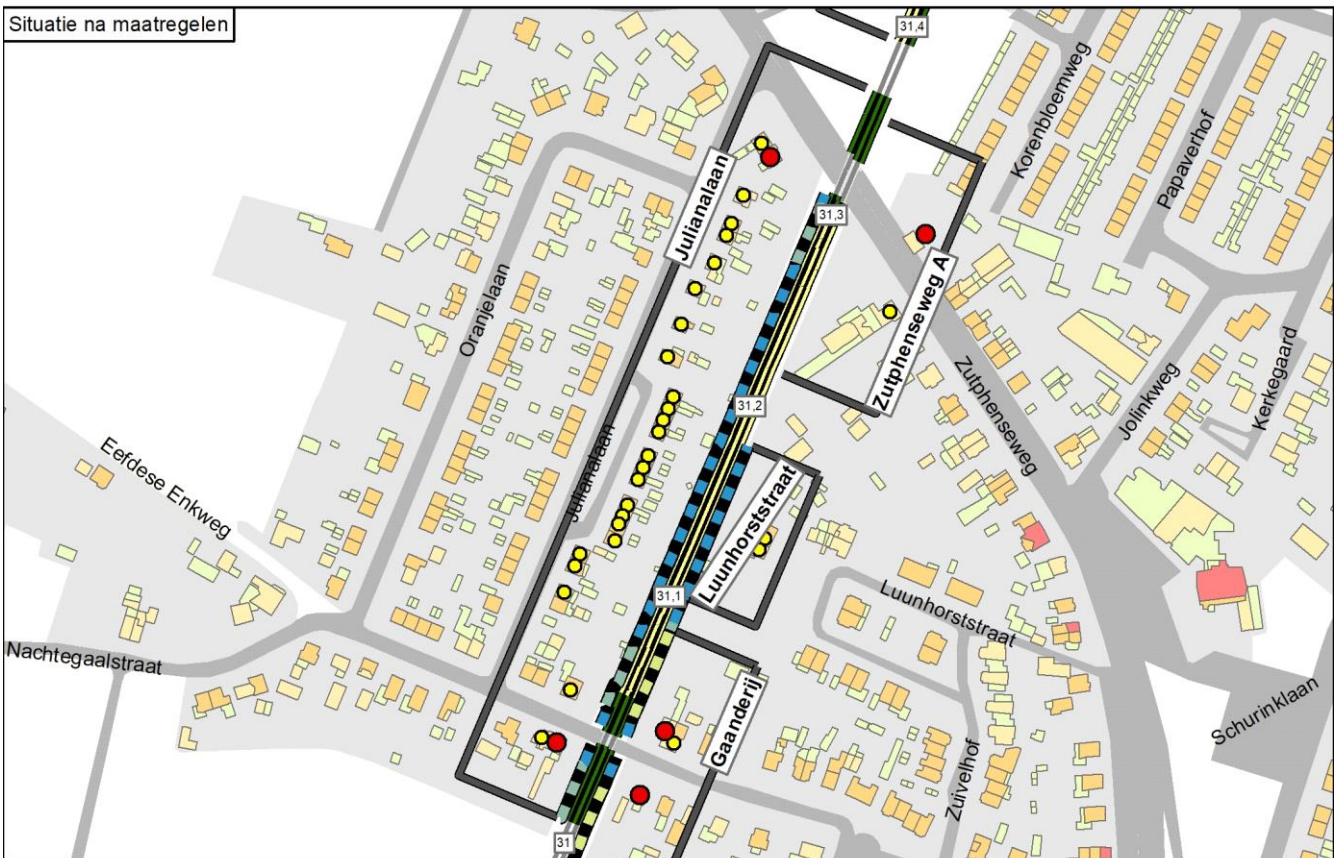 Situatie na maatregelen
31,4
Korenbloemweg
Papaverhof
Julianalaan
31,3
Oranjelaan
Zutphenseweg A
Zutphenseweg
Jolinkweg
Kerkegaard
31,2
Julianalaan
Eefdese Enkweg
Luunhorststraat
31,1
Luunhorststraat
Nachtegaalstraat
Gaanderij
Schurinklaan
Zuivelhof
31